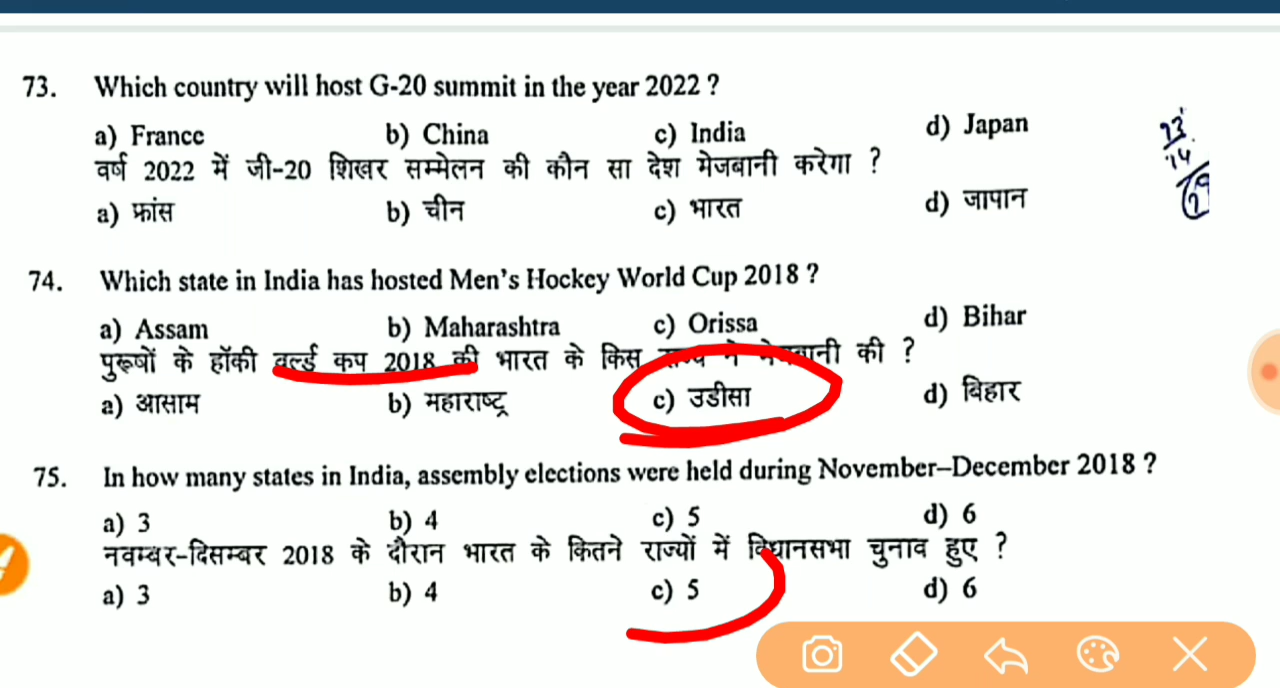 73. Which country will host G-20 summit in the year 2022 ?
a) France b) China c) India d) Japan
वर्ष 2022 में जी-20 शिखर सम्मेलन की कौन सा देश मेजबानी करेगा ?
a) फ्रांस b) चीन c) भारत d) जापान
13
14
74. Which state in India has hosted Men's Hockey World Cup 2018 ?
a) Assam b) Maharashtra c) Orissa d) Bihar
पुरूषों के हॉकी वर्ल्ड कप 2018 की भारत के किस राज्य ने मेजबानी की ?
a) आसाम b) महाराष्ट्र c) उडीसा d) बिहार
75. In how many states in India, assembly elections were held during November–December 2018 ?
a) 3 b) 4 c) 5 d) 6
नवम्बर-दिसम्बर 2018 के दौरान भारत के कितने राज्यों में विधानसभा चुनाव हुए ?
a) 3 b) 4 c) 5 d) 6